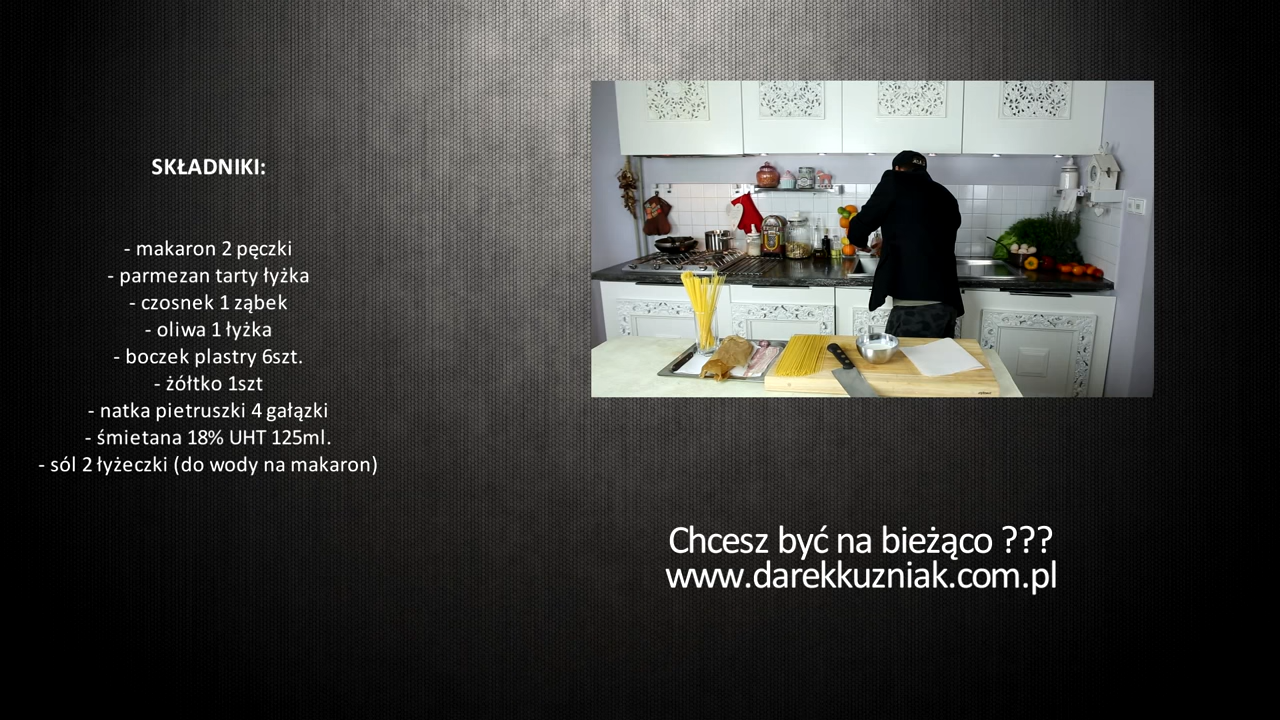 SKŁADNIKI:
- makaron 2 pęczki
- parmezan tarty łyżka
- czosnek 1 ząbek
- oliwa 1 łyżka
- boczek plastry 6szt.
- żółtko 1szt
- natka pietruszki 4 gałązki
- śmietana 18% UHT 125ml.
- sól 2 łyżeczki (do wody na makaron)
Chcesz być na bieżąco ???
www.darekkuzniak.com.pl